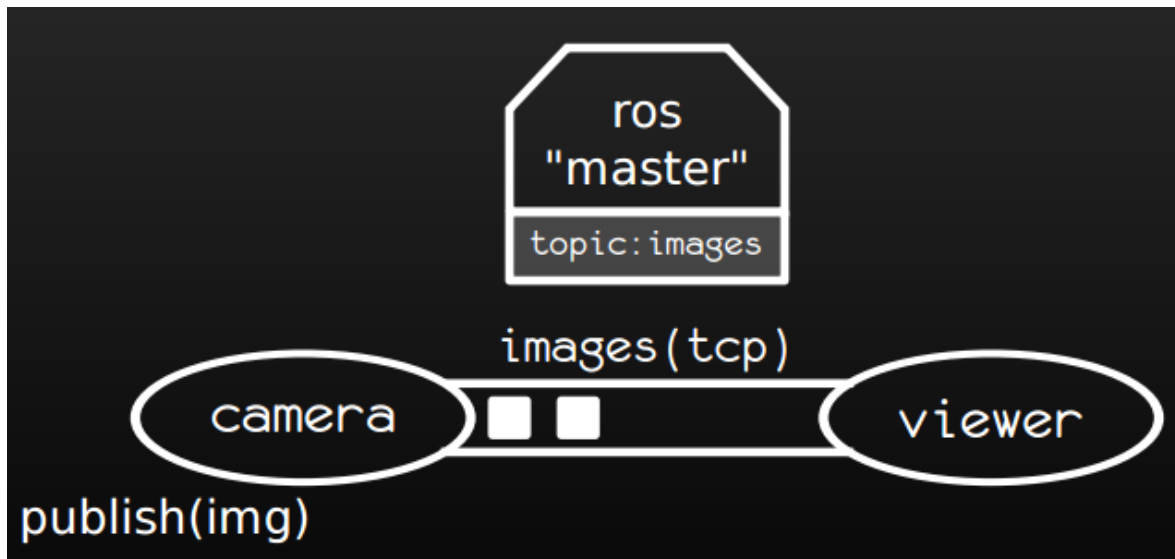 ros
"master"
topic:images
images(tcp)
camera
viewer
publish(img)